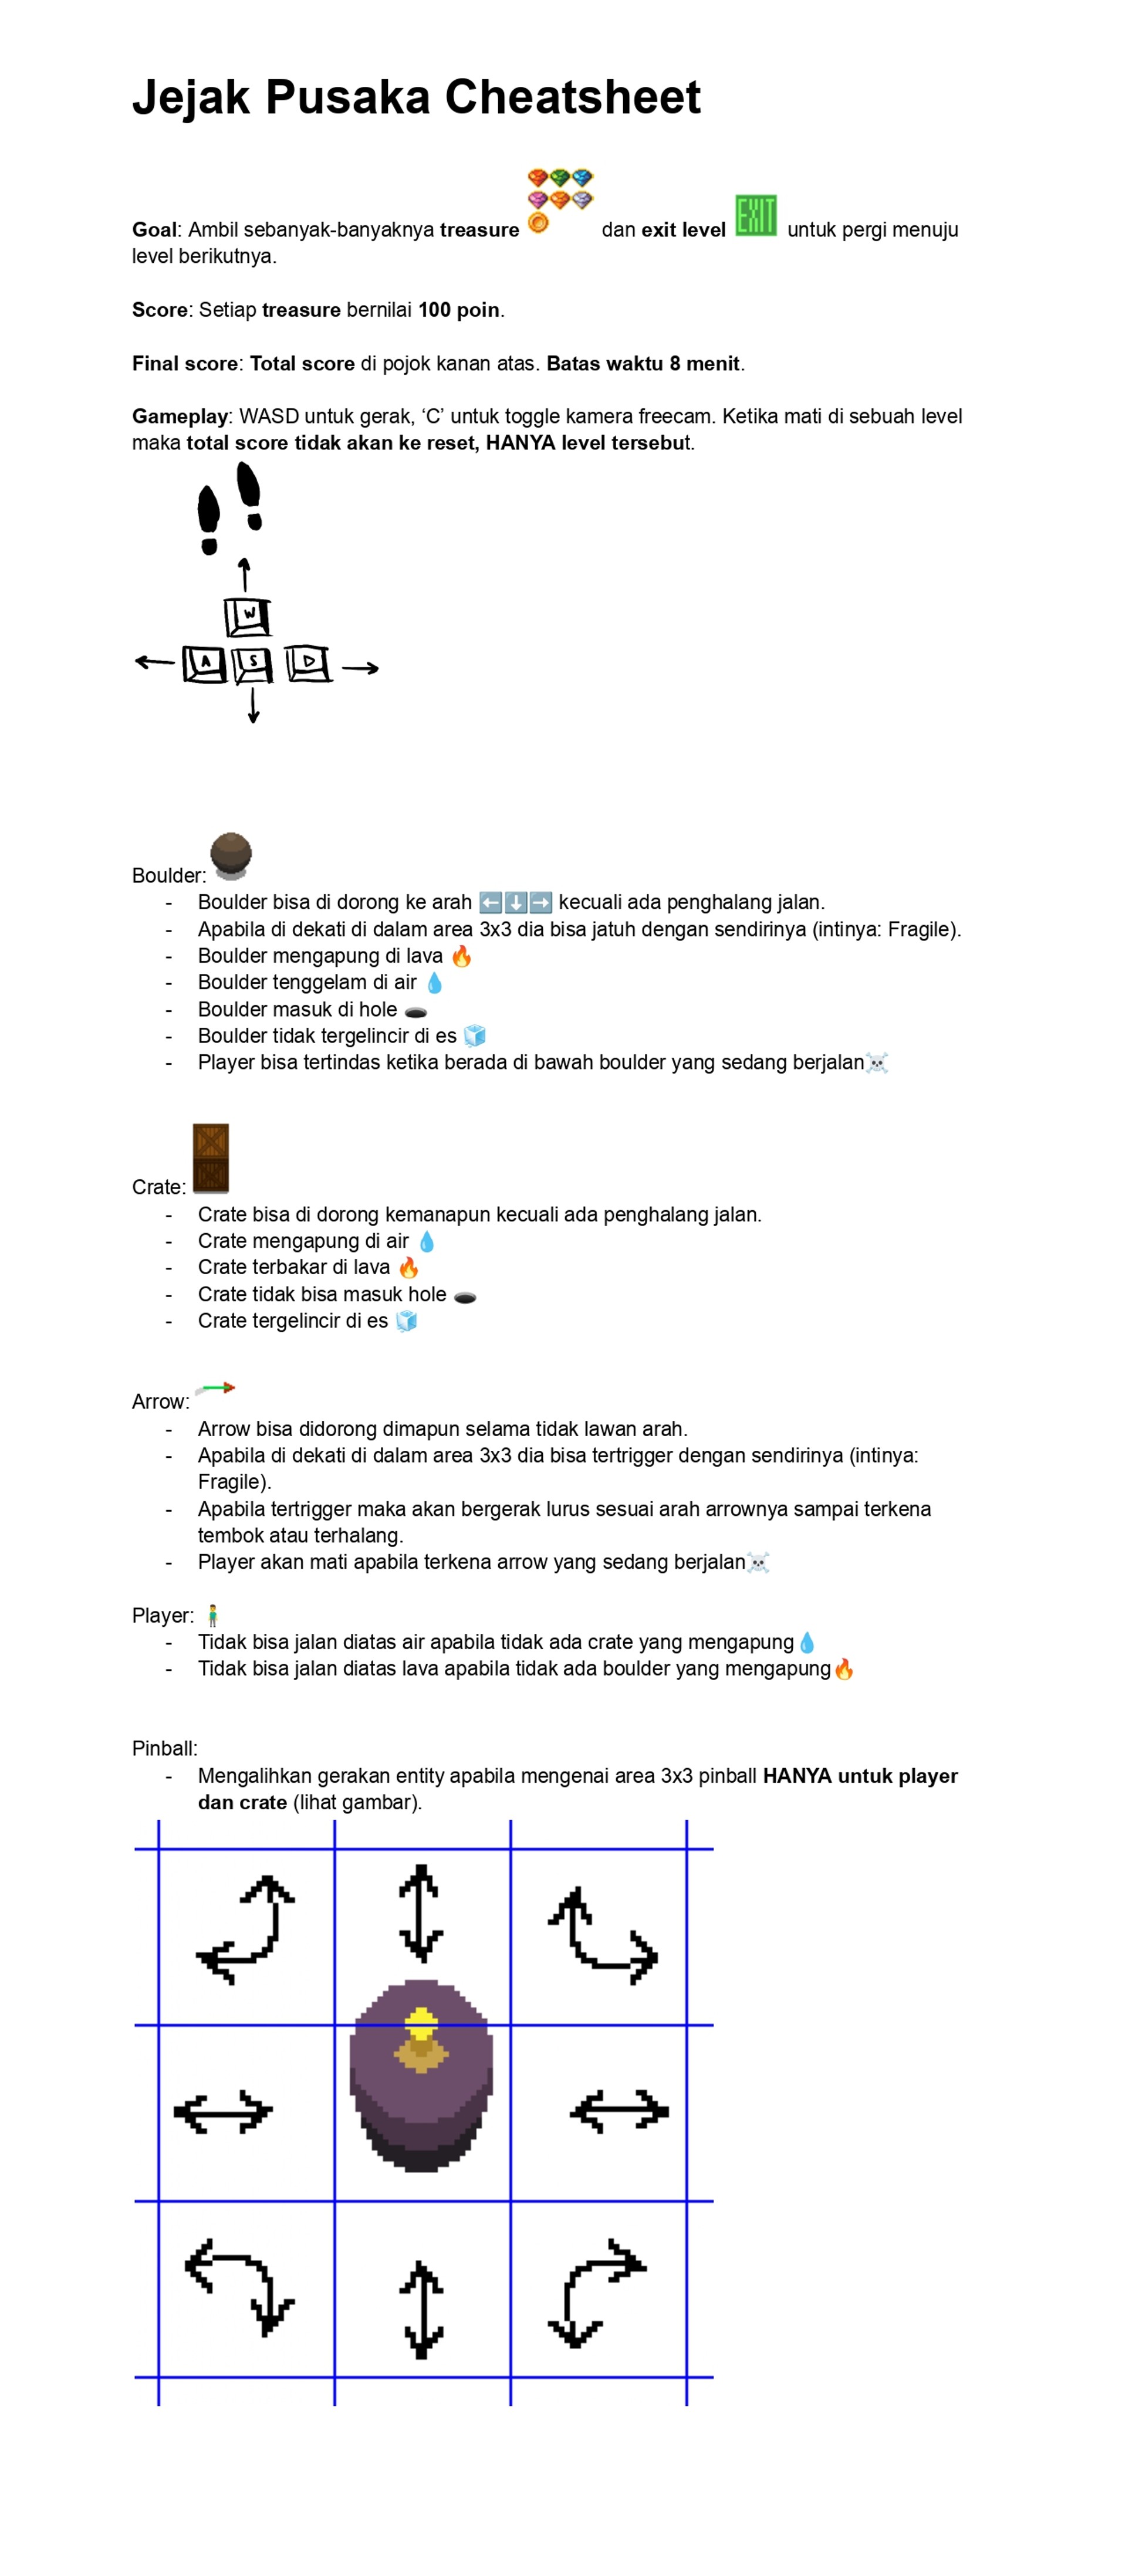 Jejak Pusaka Cheatsheet
Goal: Ambil sebanyak-banyaknya treasure dan exit level EXIT untuk pergi menuju
level berikutnya.
Score: Setiap treasure bernilai 100 poin.
Final score: Total score di pojok kanan atas. Batas waktu 8 menit.
Gameplay: WASD untuk gerak, ‘C’ untuk toggle kamera freecam. Ketika mati di sebuah level
maka total score tidak akan ke reset, HANYA level tersebut.
W
A S D
Boulder:
- Boulder bisa di dorong ke arah ⬅️⬇️➡️ kecuali ada penghalang jalan.
- Apabila di dekati di dalam area 3x3 dia bisa jatuh dengan sendirinya (intinya: Fragile).
- Boulder mengapung di lava 🔥
- Boulder tenggelam di air 💧
- Boulder masuk di hole 🕳️
- Boulder tidak tergelincir di es 🧊
- Player bisa tertindas ketika berada di bawah boulder yang sedang berjalan☠️
Crate:
- Crate bisa di dorong kemanapun kecuali ada penghalang jalan.
- Crate mengapung di air 💧
- Crate terbakar di lava 🔥
- Crate tidak bisa masuk hole 🕳️
- Crate tergelincir di es 🧊
Arrow:
- Arrow bisa didorong dimapun selama tidak lawan arah.
- Apabila di dekati di dalam area 3x3 dia bisa tertrigger dengan sendirinya (intinya:
Fragile).
- Apabila tertrigger maka akan bergerak lurus sesuai arah arrownya sampai terkena
tembok atau terhalang.
- Player akan mati apabila terkena arrow yang sedang berjalan☠️
Player: 🧍‍♂️
- Tidak bisa jalan diatas air apabila tidak ada crate yang mengapung💧
- Tidak bisa jalan diatas lava apabila tidak ada boulder yang mengapung🔥
Pinball:
- Mengalihkan gerakan entity apabila mengenai area 3x3 pinball HANYA untuk player
dan crate (lihat gambar).